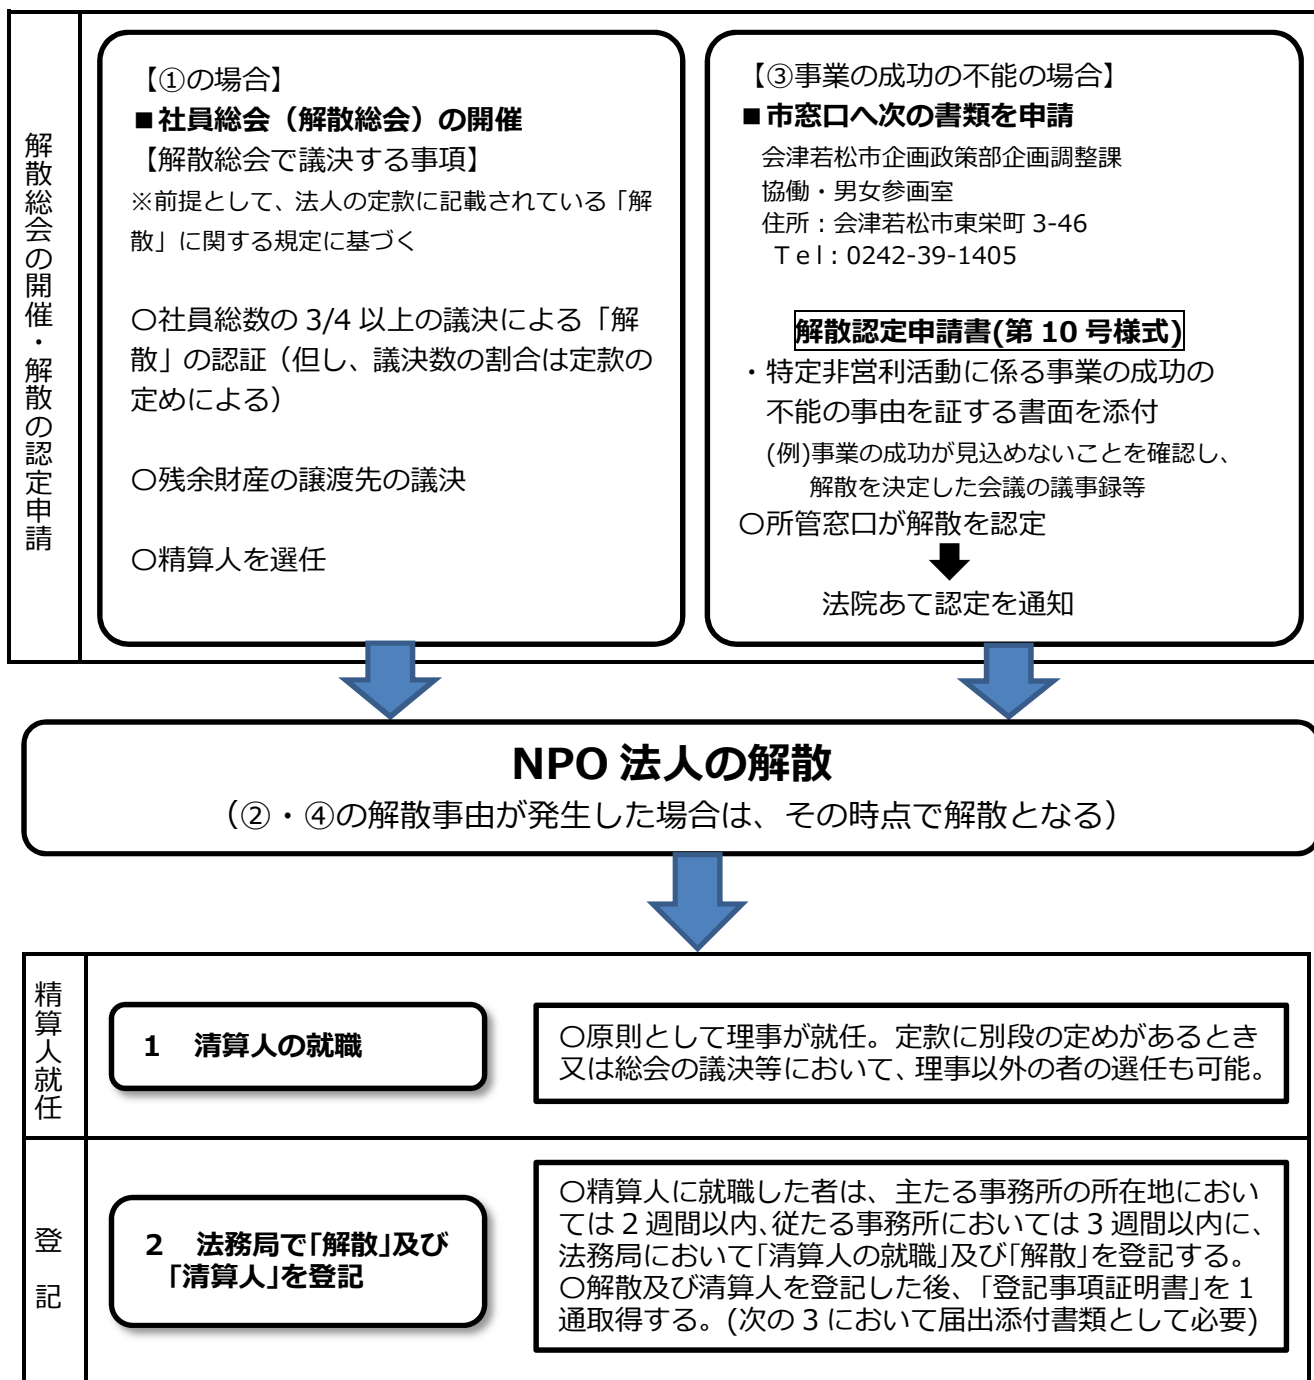 解散総会の開催・解散の認定申請
【①の場合】
■社員総会（解散総会）の開催
【解散総会で議決する事項】
※前提として、法人の定款に記載されている「解
散」に関する規定に基づく
〇社員総数の 3/4 以上の議決による「解
散」の認証（但し、議決数の割合は定款の
定めによる）
〇残余財産の譲渡先の議決
〇精算人を選任
【③事業の成功の不能の場合】
■市窓口へ次の書類を申請
会津若松市企画政策部企画調整課
協働・男女参画室
住所：会津若松市東栄町 3-46
Ｔｅl：0242-39-1405
解散認定申請書(第 10 号様式)
・特定非営利活動に係る事業の成功の
不能の事由を証する書面を添付
(例)事業の成功が見込めないことを確認し、
解散を決定した会議の議事録等
〇所管窓口が解散を認定
法院あて認定を通知
NPO 法人の解散
（②・④の解散事由が発生した場合は、その時点で解散となる）
精算人就任
1　清算人の就職
〇原則として理事が就任。定款に別段の定めがあるとき
又は総会の議決等において、理事以外の者の選任も可能。
登記
2　法務局で「解散」及び
「清算人」を登記
〇精算人に就職した者は、主たる事務所の所在地におい
ては 2 週間以内、従たる事務所においては 3 週間以内に、
法務局において「清算人の就職」及び「解散」を登記する。
〇解散及び清算人を登記した後、「登記事項証明書」を 1
通取得する。(次の 3 において届出添付書類として必要)